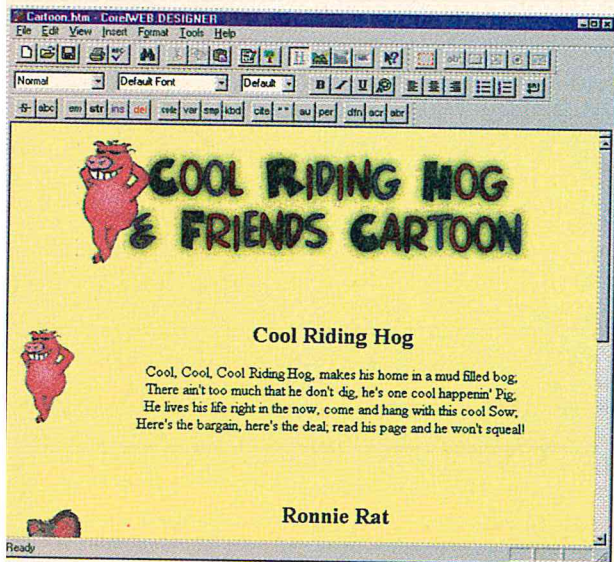 Cartoon.htm - CorelWEB.DESIGNER
File Edit View Insert Format Tools Help
Normal Default Font Default B I U
abc em str ins del code var smp kbd cite " " au per dfn acr abr
COOL RIDING HOG
& FRIENDS CARTOON
Cool Riding Hog
Cool, Cool, Cool Riding Hog, makes his home in a mud filled bog;
There ain't too much that he don't dig, he's one cool happenin' Pig;
He lives his life right in the now, come and hang with this cool Sow;
Here's the bargain, here's the deal; read his page and he won't squeal!
Ronnie Rat
Ready